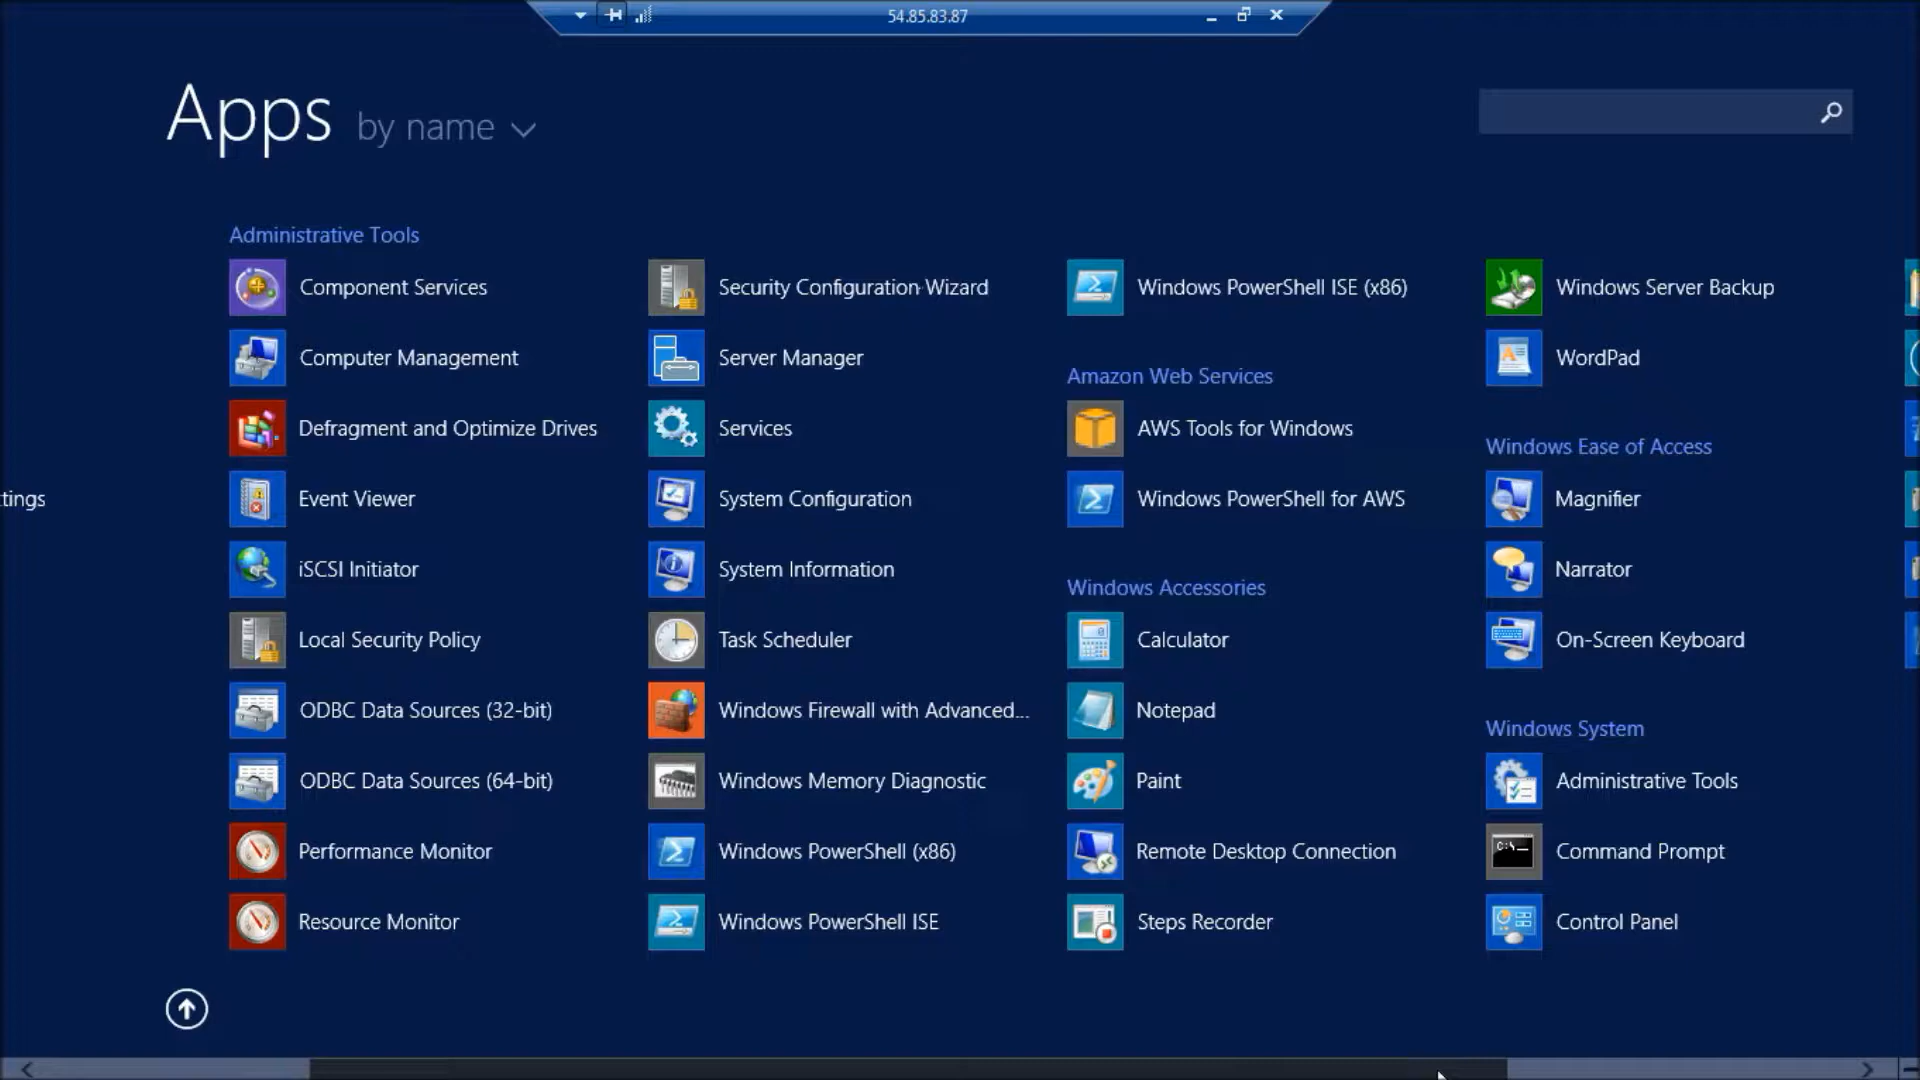 54.85.83.87
Apps by name
tings
Administrative Tools
Component Services
Computer Management
Defragment and Optimize Drives
Event Viewer
iSCSI Initiator
Local Security Policy
ODBC Data Sources (32-bit)
ODBC Data Sources (64-bit)
Performance Monitor
Resource Monitor
Security Configuration Wizard
Server Manager
Services
System Configuration
System Information
Task Scheduler
Windows Firewall with Advanced...
Windows Memory Diagnostic
Windows PowerShell (x86)
Windows PowerShell ISE
Windows PowerShell ISE (x86)
Amazon Web Services
AWS Tools for Windows
Windows PowerShell for AWS
Windows Accessories
Calculator
Notepad
Paint
Remote Desktop Connection
Steps Recorder
Windows Server Backup
WordPad
Windows Ease of Access
Magnifier
Narrator
On-Screen Keyboard
Windows System
Administrative Tools
Command Prompt
Control Panel